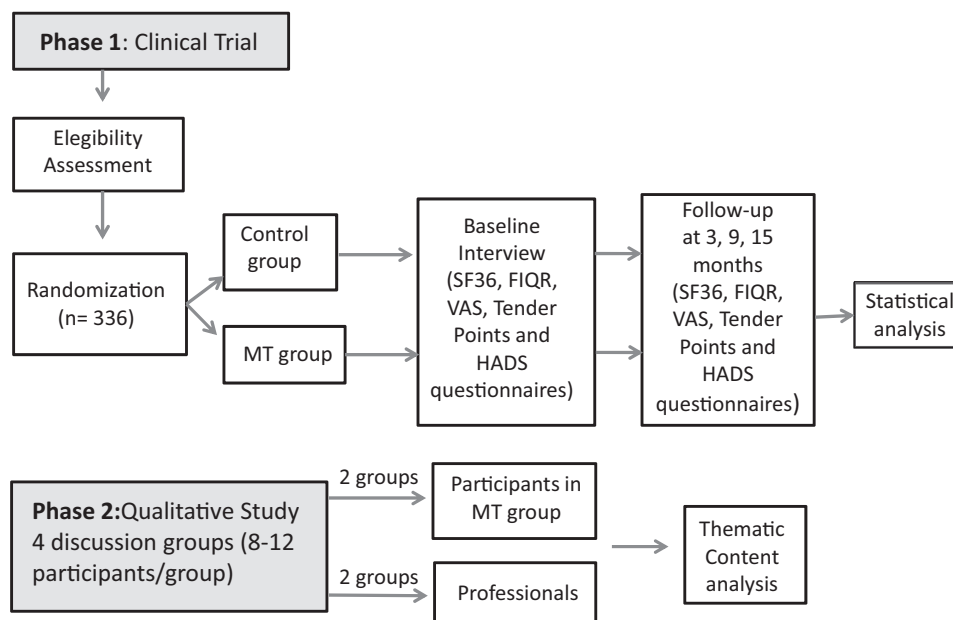 Phase 1: Clinical Trial
Elegibility
Assessment
Randomization
(n= 336)
Control
group
MT group
Baseline
Interview
(SF36, FIQR,
VAS, Tender
Points and
HADS
questionnaires)
Follow-up
at 3, 9, 15
months
(SF36, FIQR,
VAS, Tender
Points and
HADS
questionnaires)
Statistical
analysis
Phase 2:Qualitative Study
4 discussion groups (8-12
participants/group)
2 groups
Participants in
MT group
2 groups
Professionals
Thematic
Content
analysis